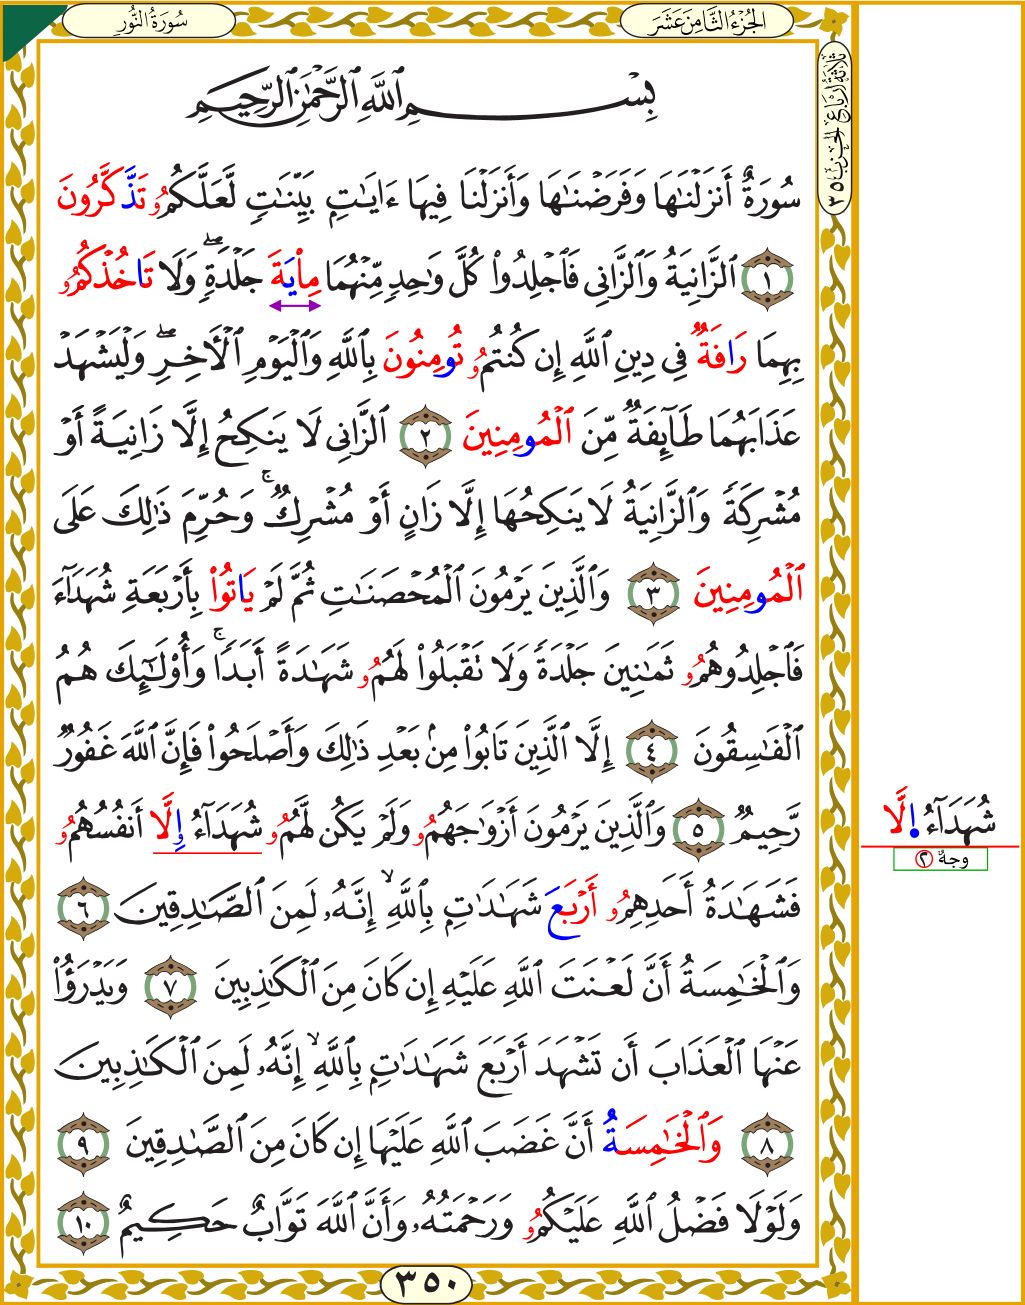 سُورَةُ النُّورِ
الجُزْءُ الثَّامِنَ عَشَرَ
ثَلَاثَةُ أَرْبَاعِ الحِزْبِ ٣٥
بِسْمِ ٱللَّهِ ٱلرَّحْمَٰنِ ٱلرَّحِيمِ
سُورَةٌ أَنزَلْنَٰهَا وَفَرَضْنَٰهَا وَأَنزَلْنَا فِيهَا ءَايَٰتِۭ بَيِّنَٰتٖ لَّعَلَّكُمُۥ تَذَّكَّرُونَ
١ ٱلزَّانِيَةُ وَٱلزَّانِى فَٱجْلِدُوا۟ كُلَّ وَٰحِدٖ مِّنْهُمَا مِا۟يَةَ جَلْدَةٖۖ وَلَا تَاخُذْكُمُۥ
بِهِمَا رَافَةٌ فِى دِينِ ٱللَّهِ إِن كُنتُمُۥ تُومِنُونَ بِٱللَّهِ وَٱلْيَوْمِ ٱلْأَخِرِۖ وَلْيَشْهَدْ
عَذَابَهُمَا طَآئِفَةٌ مِّنَ ٱلْمُومِنِينَ ٢ ٱلزَّانِى لَا يَنكِحُ إِلَّا زَانِيَةً أَوْ
مُشْرِكَةٗ وَٱلزَّانِيَةُ لَا يَنكِحُهَا إِلَّا زَانٍ أَوْ مُشْرِكٌۚ وَحُرِّمَ ذَٰلِكَ عَلَى
ٱلْمُومِنِينَ ٣ وَٱلَّذِينَ يَرْمُونَ ٱلْمُحْصَنَٰتِ ثُمَّ لَمْ يَاتُوا۟ بِأَرْبَعَةِ شُهَدَآءَ
فَٱجْلِدُوهُمُۥ ثَمَٰنِينَ جَلْدَةٗ وَلَا تَقْبَلُوا۟ لَهُمُۥ شَهَٰدَةً أَبَدٗاۚ وَأُو۟لَٰٓئِكَ هُمُ
ٱلْفَٰسِقُونَ ٤ إِلَّا ٱلَّذِينَ تَابُوا۟ مِنۢ بَعْدِ ذَٰلِكَ وَأَصْلَحُوا۟ فَإِنَّ ٱللَّهَ غَفُورٌ
رَّحِيمٌ ٥ وَٱلَّذِينَ يَرْمُونَ أَزْوَٰجَهُمُۥ وَلَمْ يَكُن لَّهُمُۥ شُهَدَآءُ إِلَّا أَنفُسُهُمُۥ
فَشَهَٰدَةُ أَحَدِهِمُۥ أَرْبَعَ شَهَٰدَٰتِۭ بِٱللَّهِۙ إِنَّهُۥ لَمِنَ ٱلصَّٰدِقِينَ ٦
وَٱلْخَٰمِسَةُ أَنَّ لَعْنَتَ ٱللَّهِ عَلَيْهِ إِن كَانَ مِنَ ٱلْكَٰذِبِينَ ٧ وَيَدْرَؤُا۟
عَنْهَا ٱلْعَذَابَ أَن تَشْهَدَ أَرْبَعَ شَهَٰدَٰتِۭ بِٱللَّهِۙ إِنَّهُۥ لَمِنَ ٱلْكَٰذِبِينَ
٨ وَٱلْخَٰمِسَةُ أَنَّ غَضَبَ ٱللَّهِ عَلَيْهَا إِن كَانَ مِنَ ٱلصَّٰدِقِينَ ٩
وَلَوْلَا فَضْلُ ٱللَّهِ عَلَيْكُمُۥ وَرَحْمَتُهُۥ وَأَنَّ ٱللَّهَ تَوَّابٌ حَكِيمٌ ١٠
شُهَدَآءُ اِلَّا
وجهٌ ٢
٣٥٠